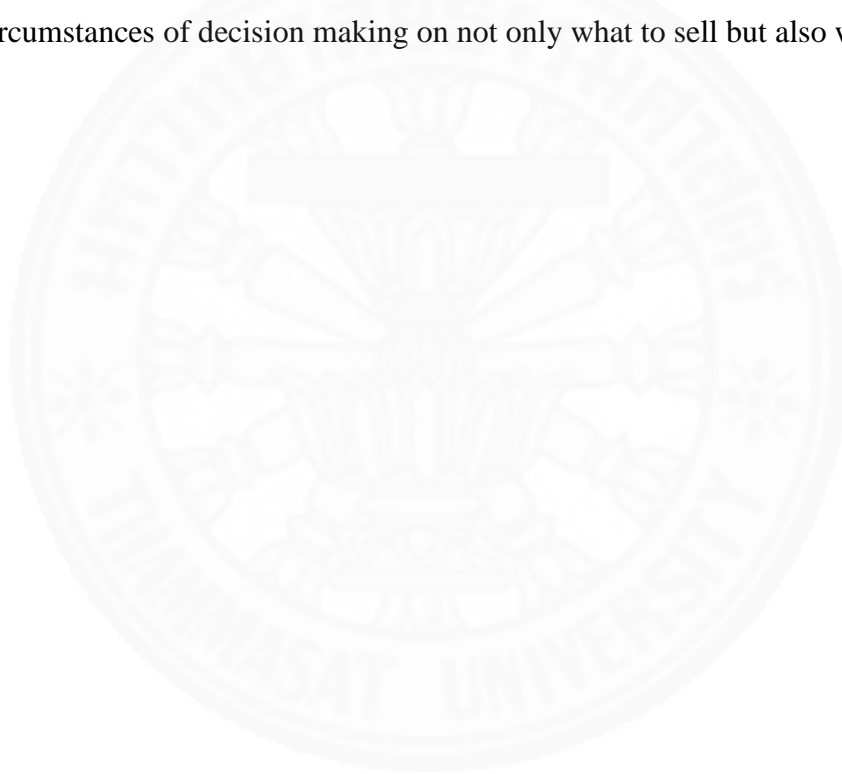 rcumstances of decision making on not only what to sell but also
THAMMASAT UNIVERSITY